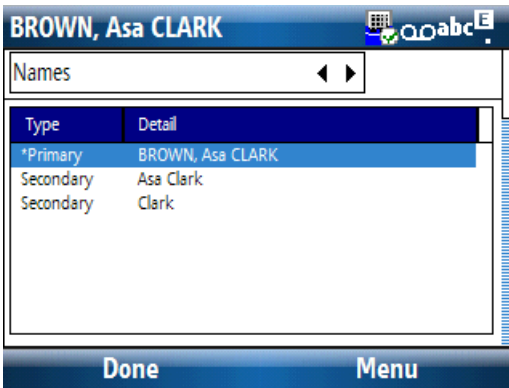 BROWN, Asa CLARK abc E
Names
Type Detail
*Primary BROWN, Asa CLARK
Secondary Asa Clark
Secondary Clark
Done Menu